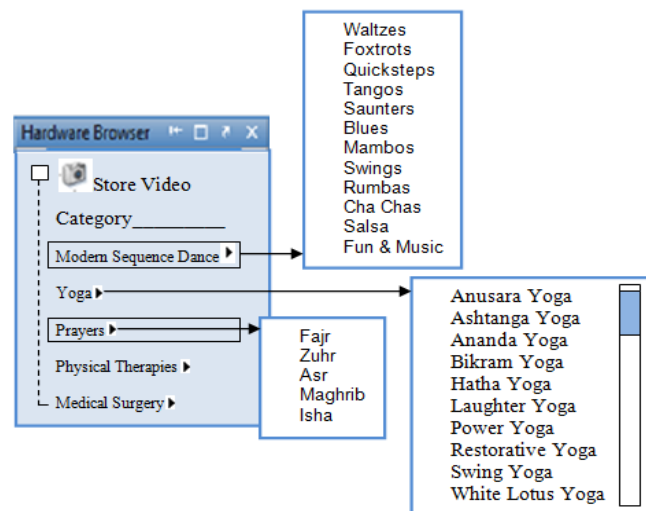 Waltzes
Foxtrots
Quicksteps
Tangos
Saunters
Blues
Mambos
Swings
Rumbas
Cha Chas
Salsa
Fun & Music
Hardware Browser
Store Video
Category_________
Modern Sequence Dance
Yoga
Prayers
Physical Therapies
Medical Surgery
Fajr
Zuhr
Asr
Maghrib
Isha
Anusara Yoga
Ashtanga Yoga
Ananda Yoga
Bikram Yoga
Hatha Yoga
Laughter Yoga
Power Yoga
Restorative Yoga
Swing Yoga
White Lotus Yoga